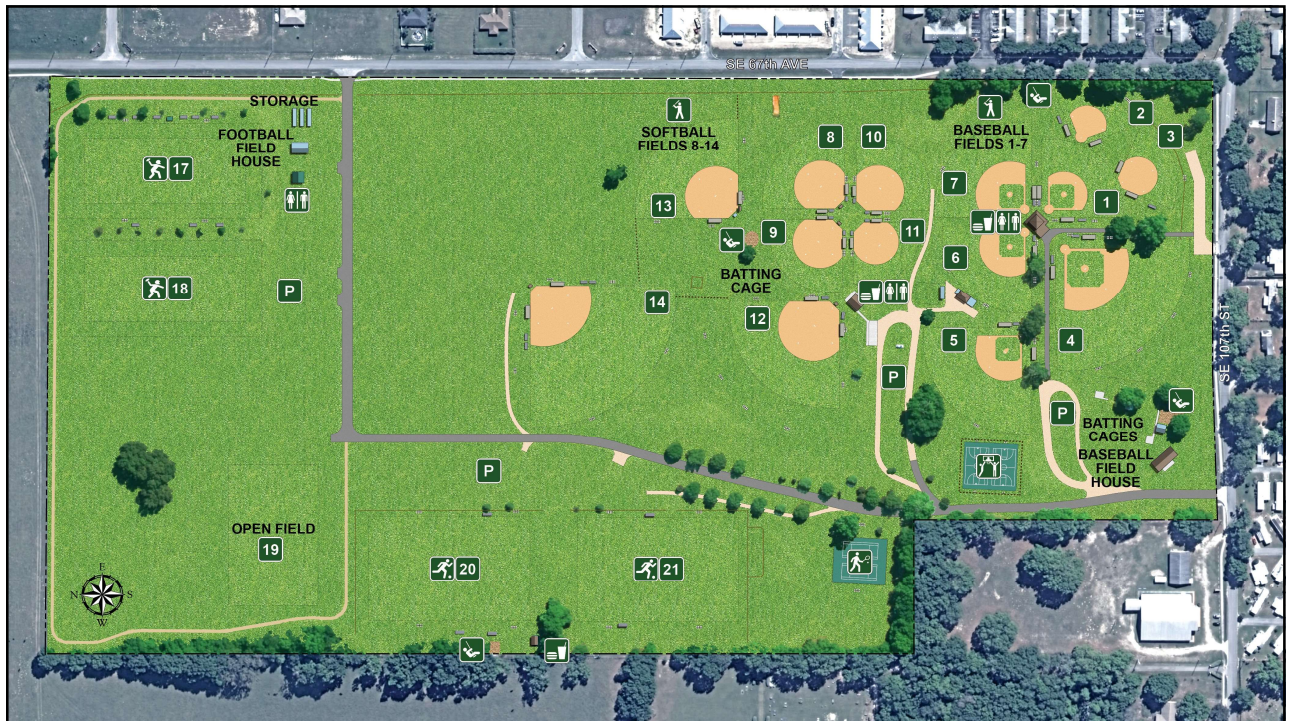 SE 67th AVE
STORAGE
FOOTBALL
FIELD
HOUSE
17
18
P
SOFTBALL
FIELDS 8-14
8
10
BASEBALL
FIELDS 1-7
2
3
13
9
11
7
1
BATTING
CAGE
6
14
12
5
4
SE 107th ST
P
P
BATTING
CAGES
BASEBALL
FIELD
HOUSE
P
OPEN FIELD
19
20
21
E
N
S
W